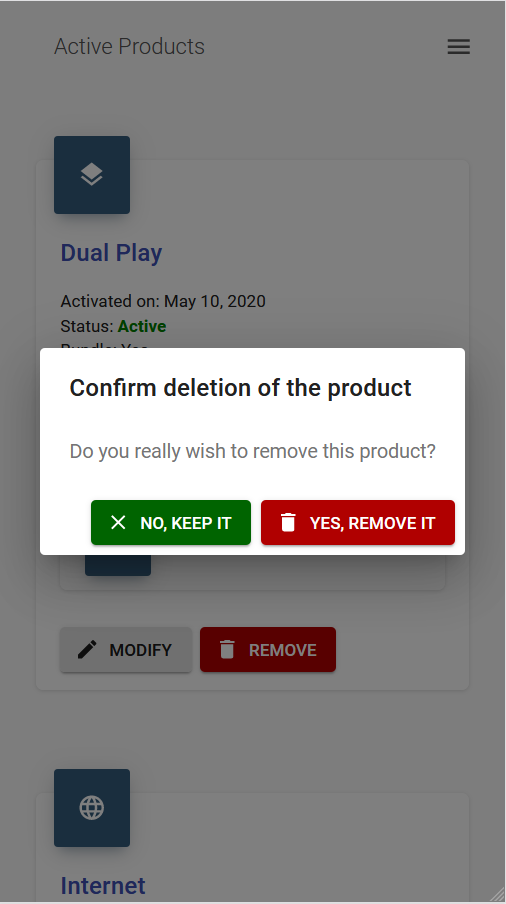 Active Products
Dual Play
Activated on: May 10, 2020
Status: Active
Confirm deletion of the product
Do you really wish to remove this product?
NO, KEEP IT
YES, REMOVE IT
MODIFY
REMOVE
Internet